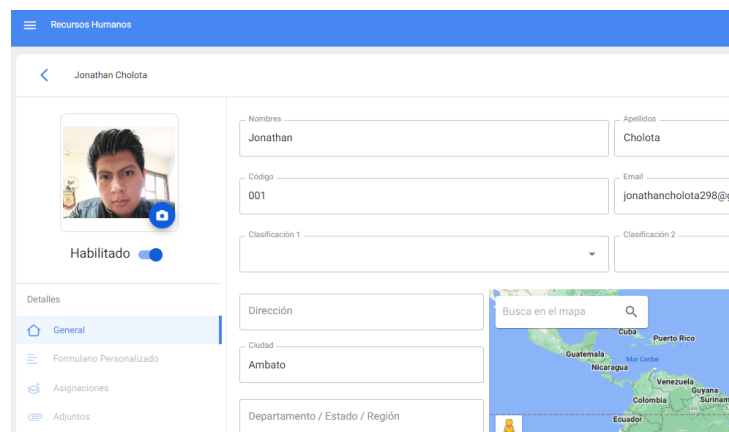 Recursos Humanos
Jonathan Cholota
Nombres
Jonathan
Apellidos
Cholota
Código
001
Email
jonathancholota298@g
Habilitado
Clasificación 1
Clasificación 2
Detalles
General
Formulario Personalizado
Asignaciones
Adjuntos
Dirección
Ciudad
Ambato
Departamento / Estado / Región
Busca en el mapa
Cuba
Puerto Rico
Guatemala
Mar Caribe
Nicaragua
Venezuela
Guyana
Colombia
Surinam
Ecuador